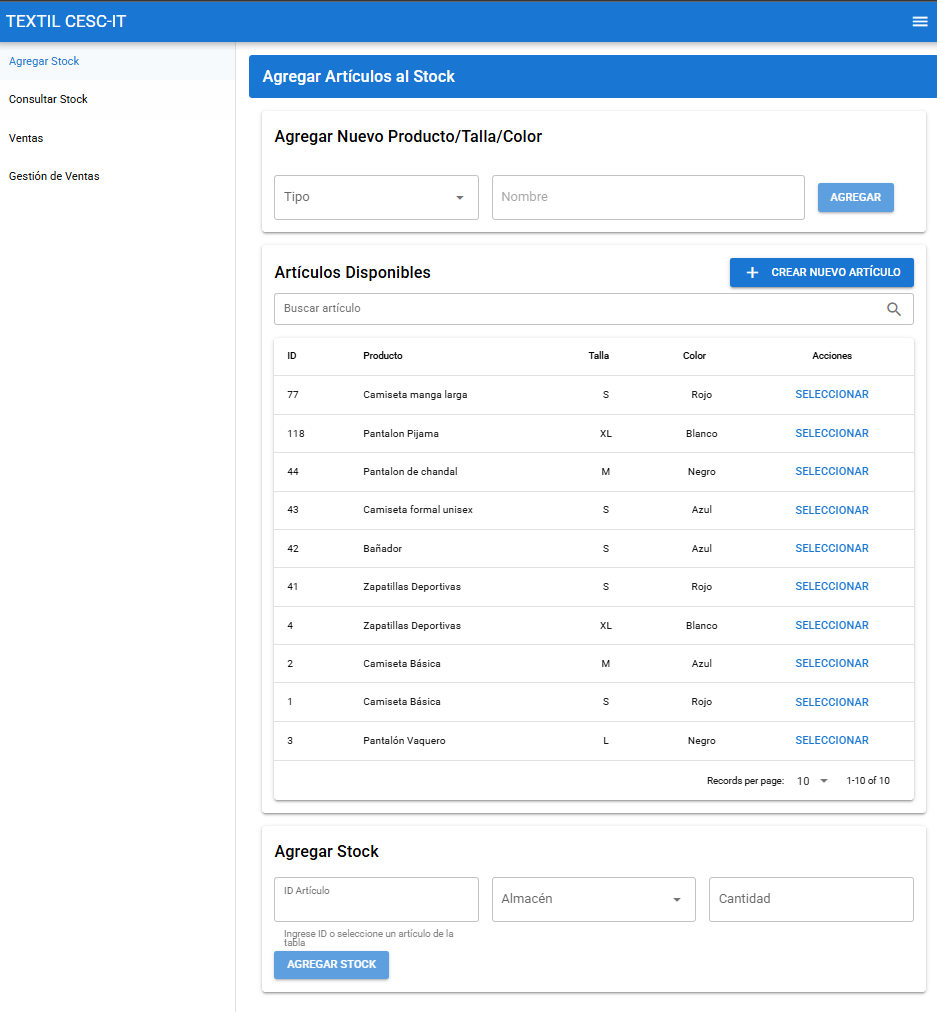 TEXTIL CESC-IT
Agregar Stock
Consultar Stock
Ventas
Gestión de Ventas
Agregar Artículos al Stock
Agregar Nuevo Producto/Talla/Color
Tipo Nombre AGREGAR
Artículos Disponibles CREAR NUEVO ARTÍCULO
Buscar artículo
ID Producto Talla Color Acciones
77 Camiseta manga larga S Rojo SELECCIONAR
118 Pantalon Pijama XL Blanco SELECCIONAR
44 Pantalon de chandal M Negro SELECCIONAR
43 Camiseta formal unisex S Azul SELECCIONAR
42 Bañador S Azul SELECCIONAR
41 Zapatillas Deportivas S Rojo SELECCIONAR
4 Zapatillas Deportivas XL Blanco SELECCIONAR
2 Camiseta Básica M Azul SELECCIONAR
1 Camiseta Básica S Rojo SELECCIONAR
3 Pantalón Vaquero L Negro SELECCIONAR
Records per page: 10 1-10 of 10
Agregar Stock
ID Artículo Almacén Cantidad
Ingrese ID o seleccione un artículo de la
tabla
AGREGAR STOCK